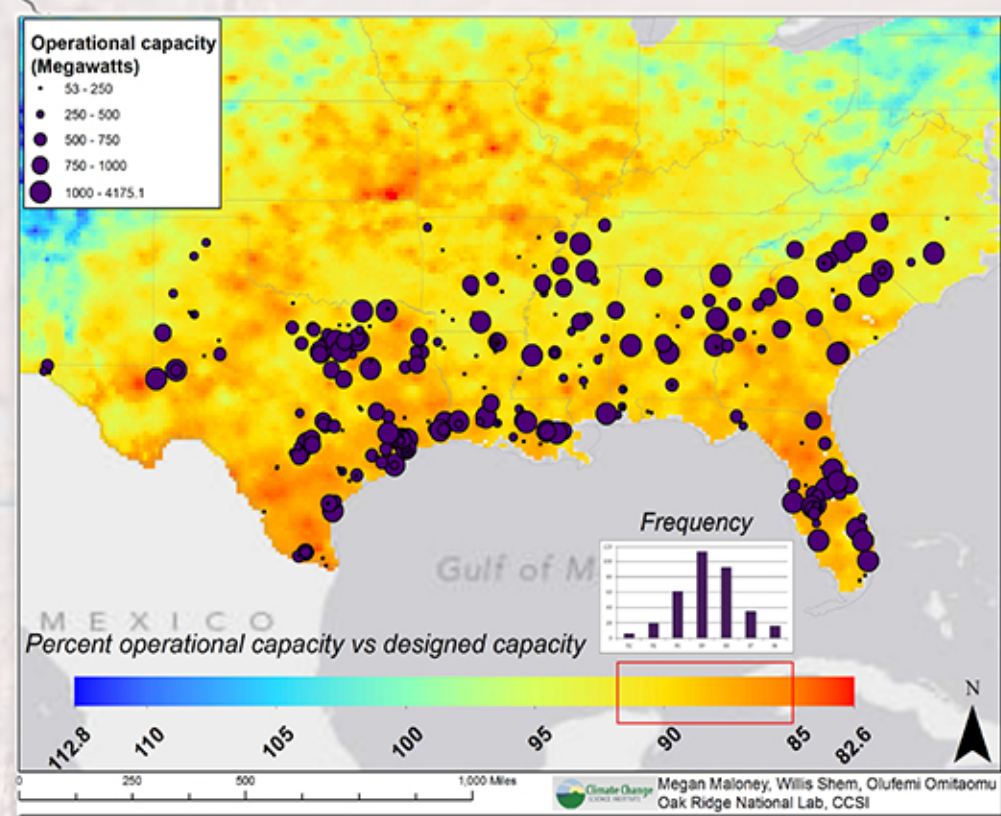 Operational capacity
(Megawatts)
53 - 250
250 - 500
500 - 750
750 - 1000
1000 - 4175.1
Frequency
Gulf of M
MEXICO
Percent operational capacity vs designed capacity
112.8 110 105 100 95 90 85 82.6
N
0 250 500 1,000 Miles
Climate Change
SCIENCE INSTITUTE
Megan Maloney, Willis Shem, Olufemi Omitaomu
Oak Ridge National Lab, CCSI